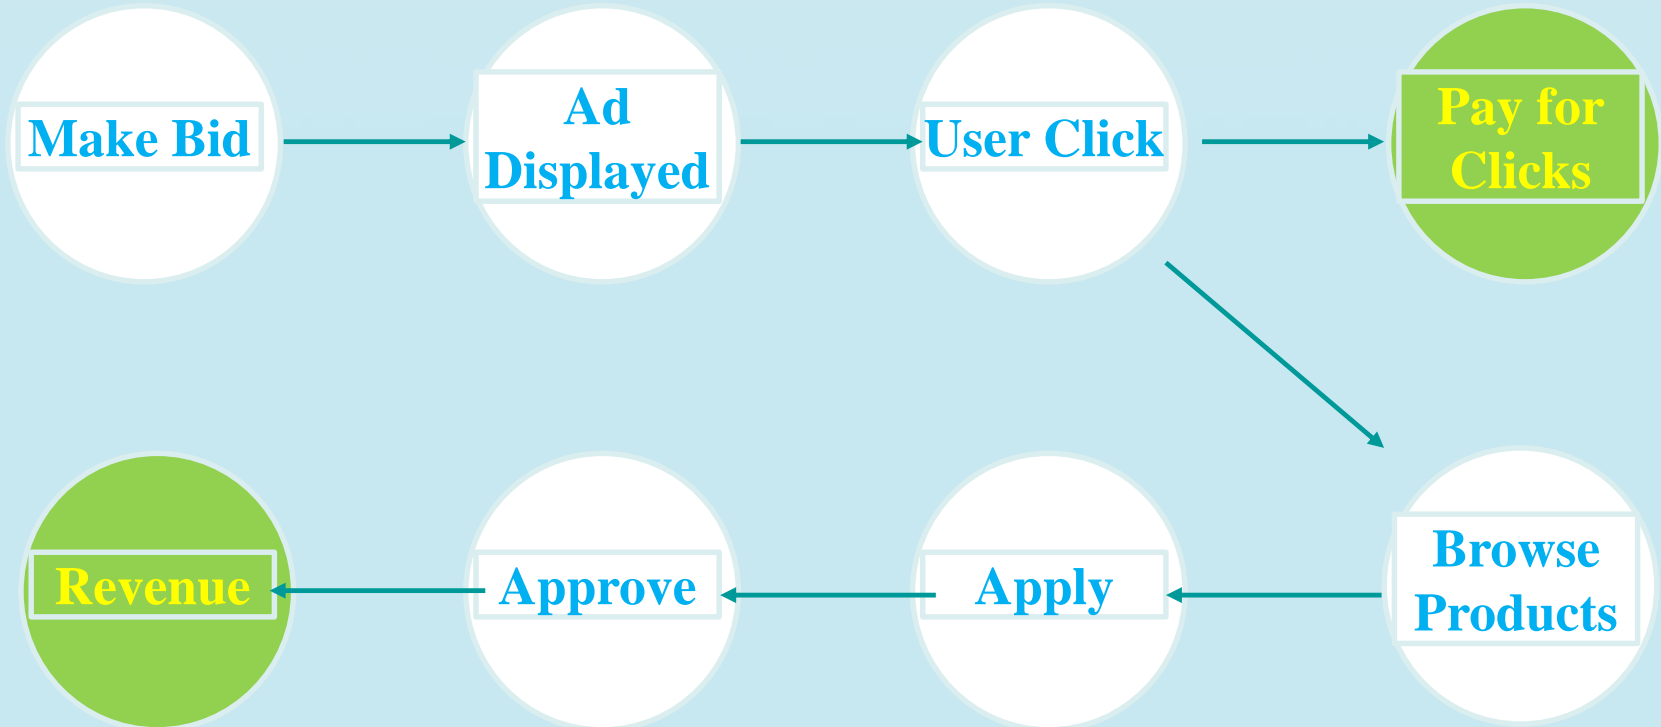 Make Bid
Ad
Displayed
User Click
Pay for
Clicks
Revenue
Approve
Apply
Browse
Products